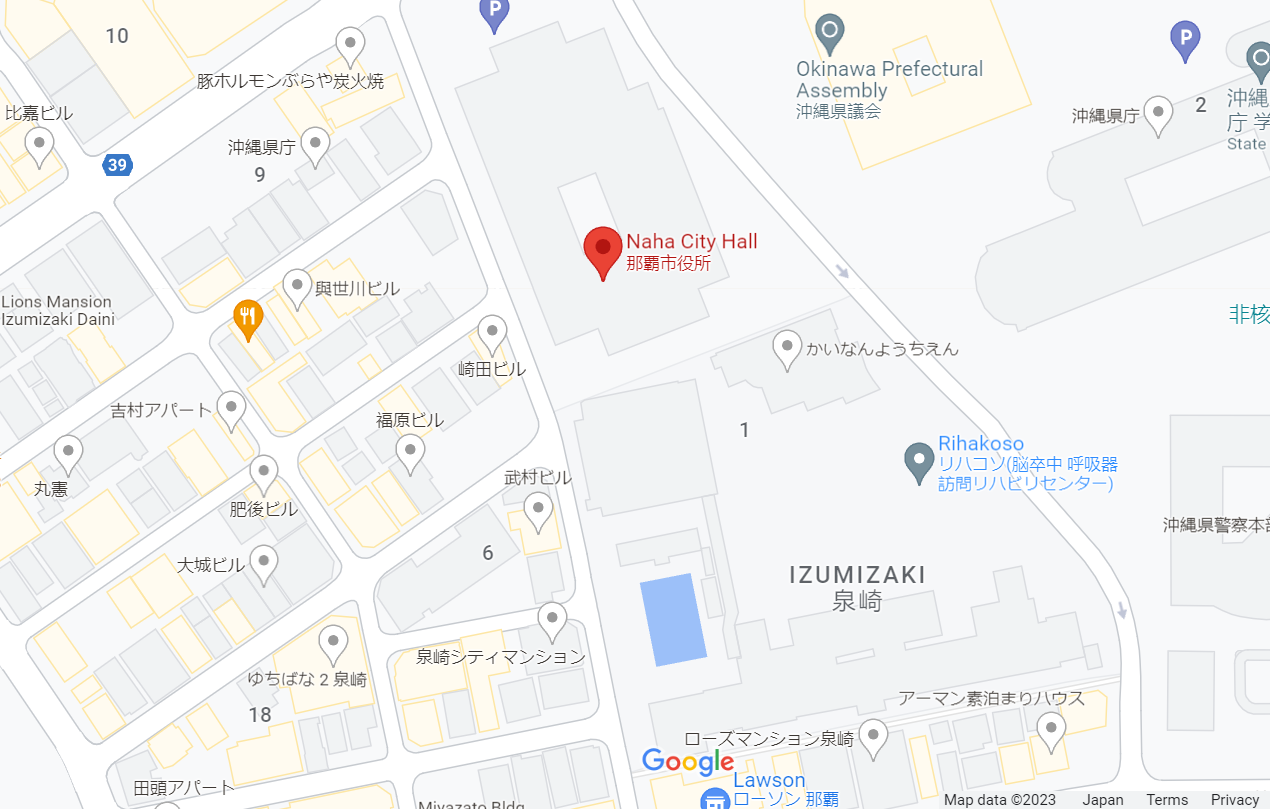 10
P
豚ホルモンぶらや炭火焼
比嘉ビル
39
沖縄県庁
9
Okinawa Prefectural
Assembly
沖縄県議会
P
沖縄県庁
2
沖縄
庁 学
State
Naha City Hall
那覇市役所
Lions Mansion
Izumizaki Daini
與世川ビル
非核
崎田ビル
かいなんようちえん
吉村アパート
福原ビル
1
Rihakoso
リハコソ(脳卒中 呼吸器
訪問リハビリセンター)
丸憲
武村ビル
肥後ビル
沖縄県警察本部
大城ビル
6
IZUMIZAKI
泉崎
泉崎シティマンション
ゆちばな 2 泉崎
18
アーマン素泊まりハウス
ローズマンション泉崎
Google
田頭アパート
Lawson
ローソン 那覇
Miyazato Bldg
Map data ©2023 Japan Terms Privacy